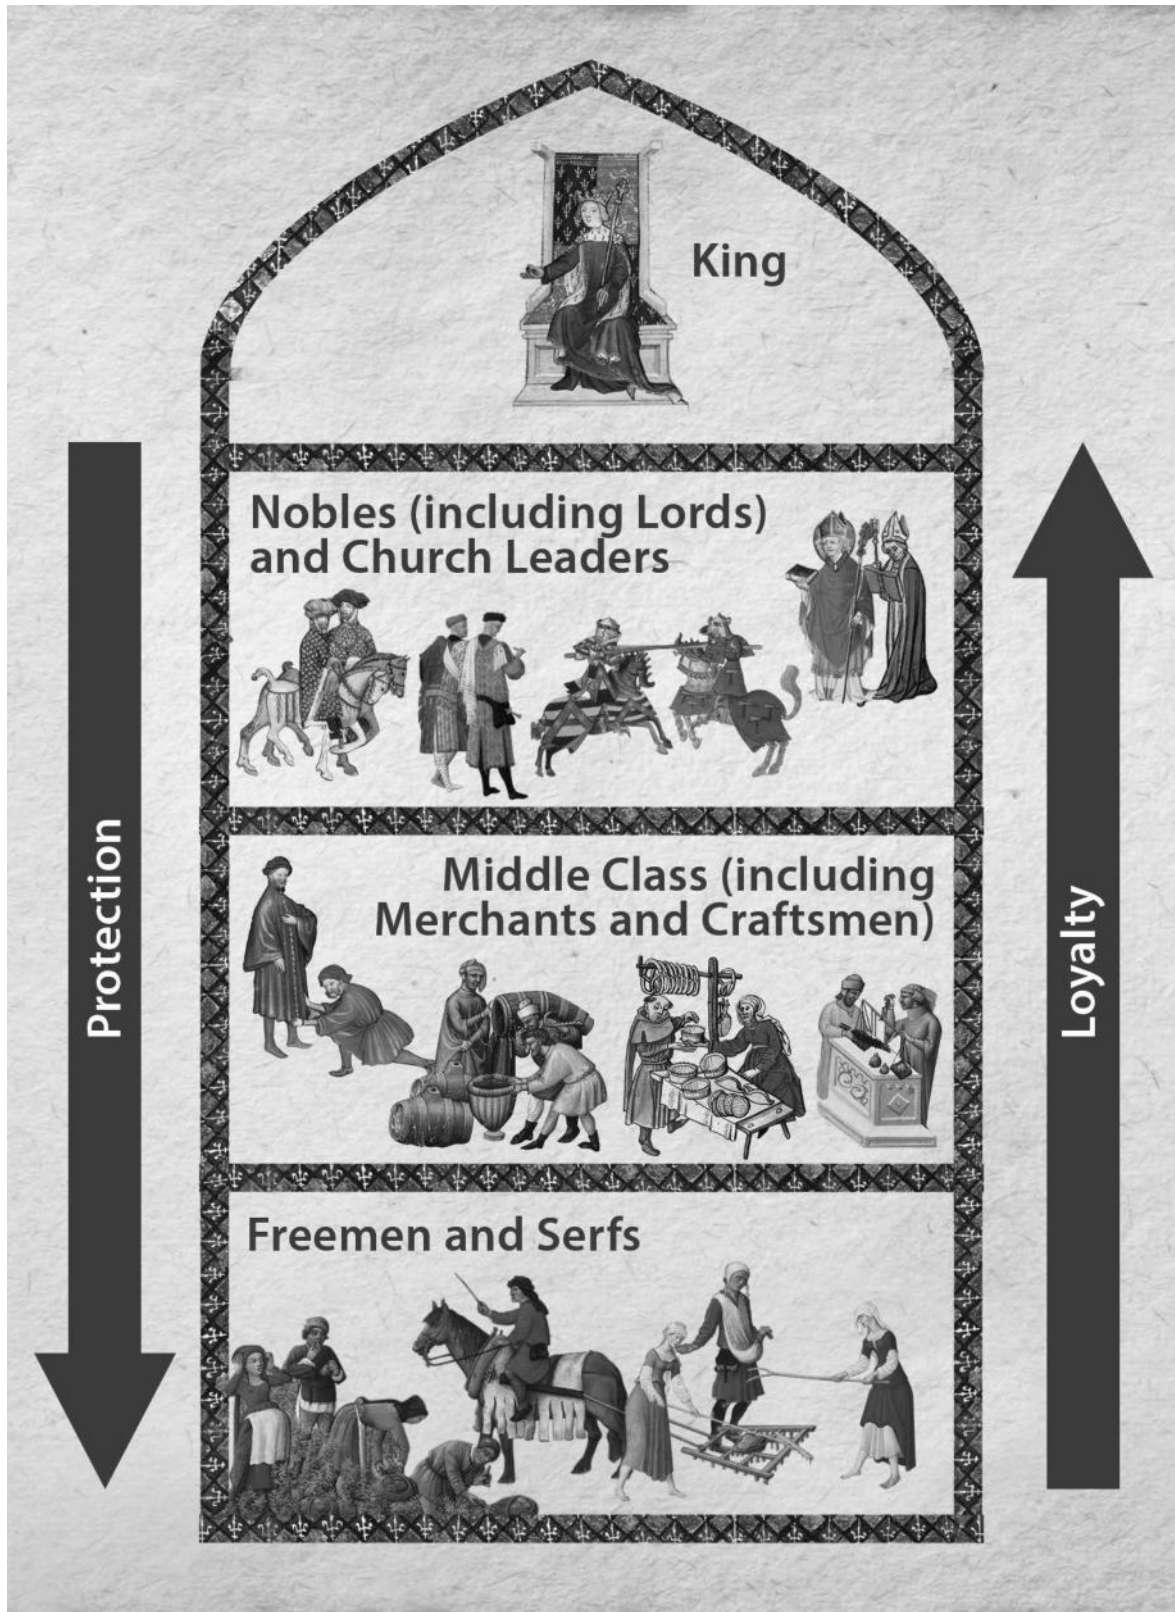 King
Nobles (including Lords)
and Church Leaders
Middle Class (including
Merchants and Craftsmen)
Freemen and Serfs
Protection
Loyalty